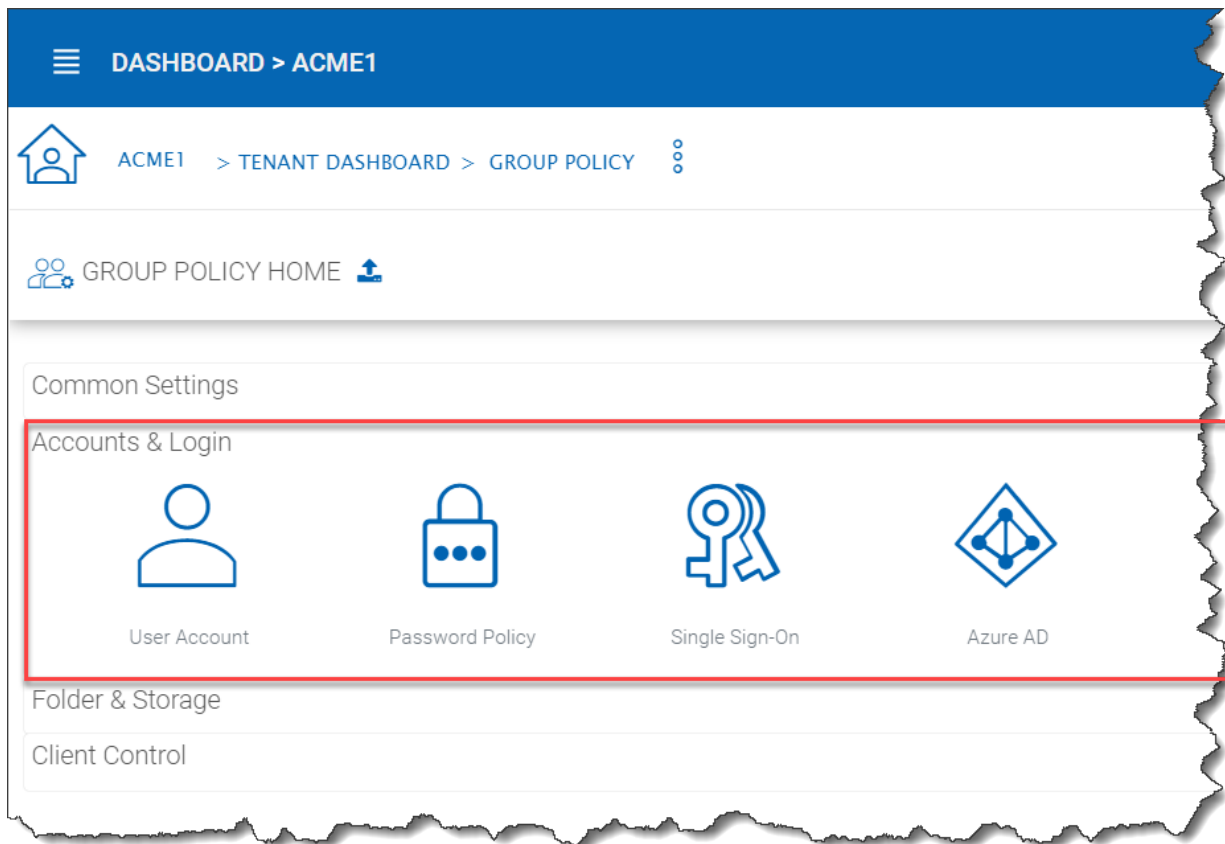 DASHBOARD > ACME1
ACME1 > TENANT DASHBOARD > GROUP POLICY
GROUP POLICY HOME
Common Settings
Accounts & Login
User Account Password Policy Single Sign-On Azure AD
Folder & Storage
Client Control